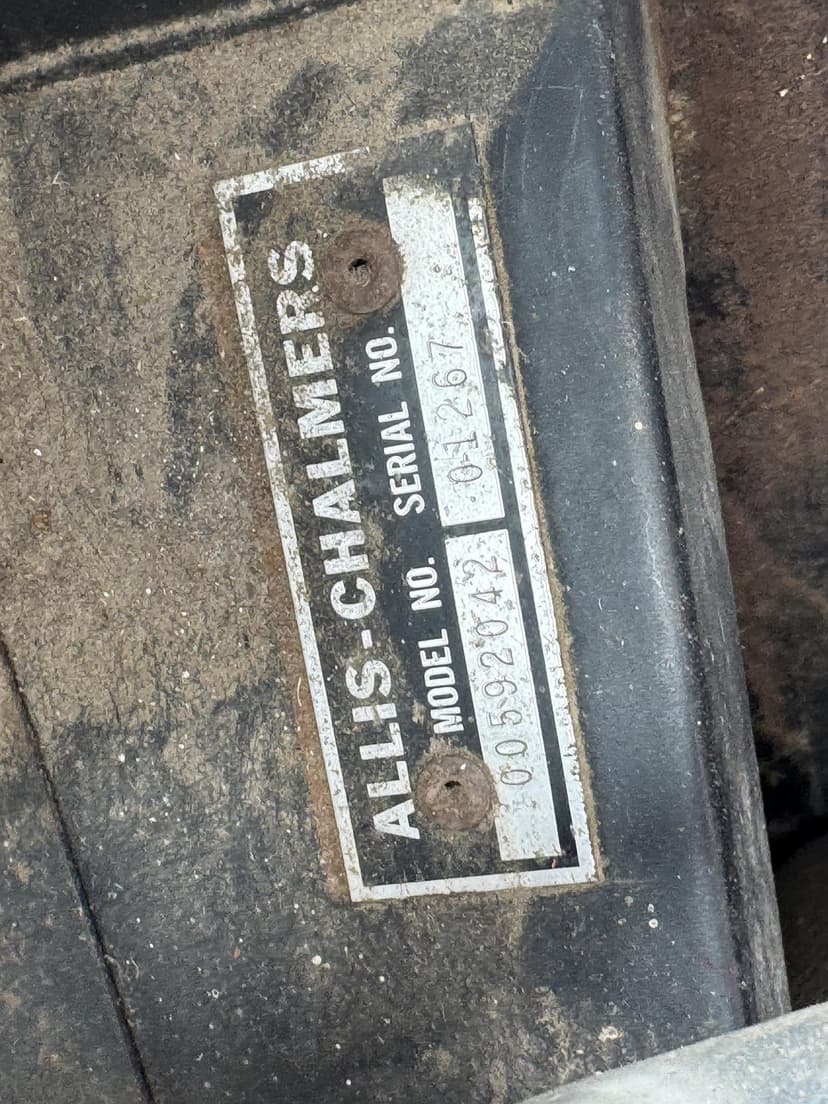 ALLIS-CHALMERS
MODEL NO. SERIAL NO.
00592042 01267